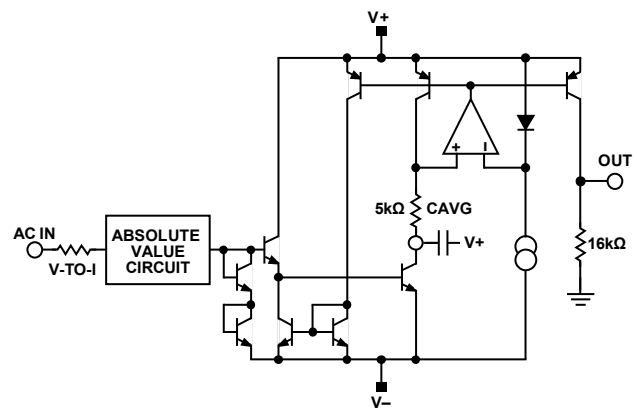 V+
+ −
OUT
5kΩ CAVG
V+
AC IN
V-TO-I
ABSOLUTE
VALUE
CIRCUIT
16kΩ
V−